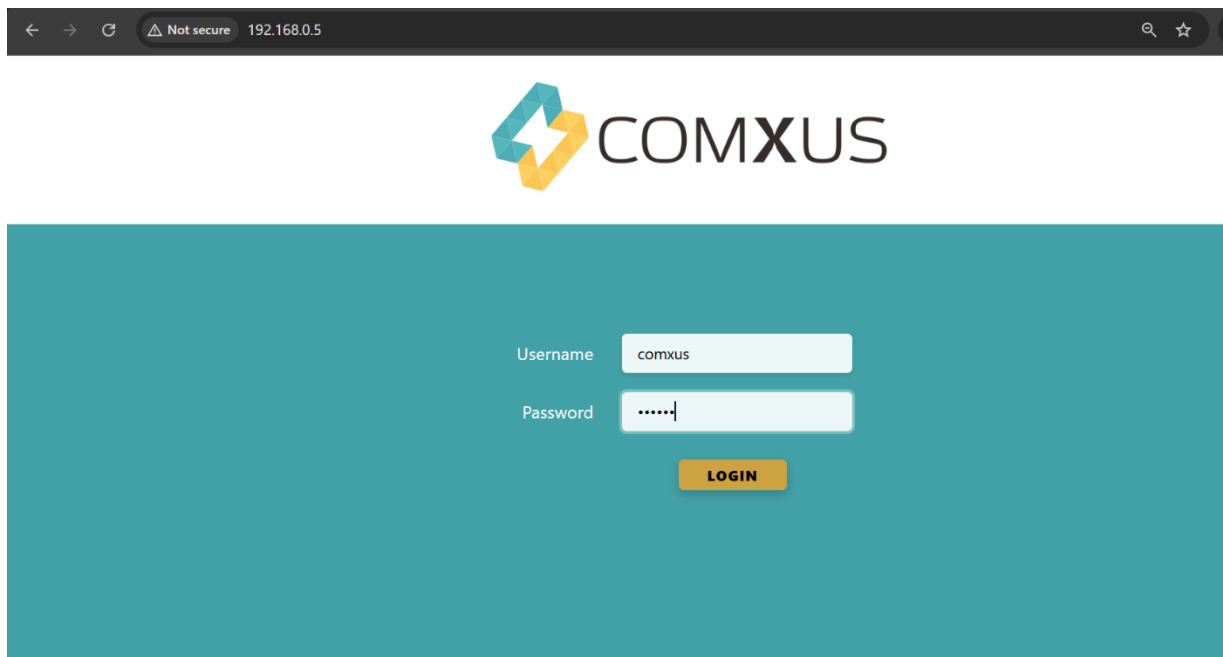 Not secure 192.168.0.5
COMXUS
Username comxus
Password ••••••
LOGIN